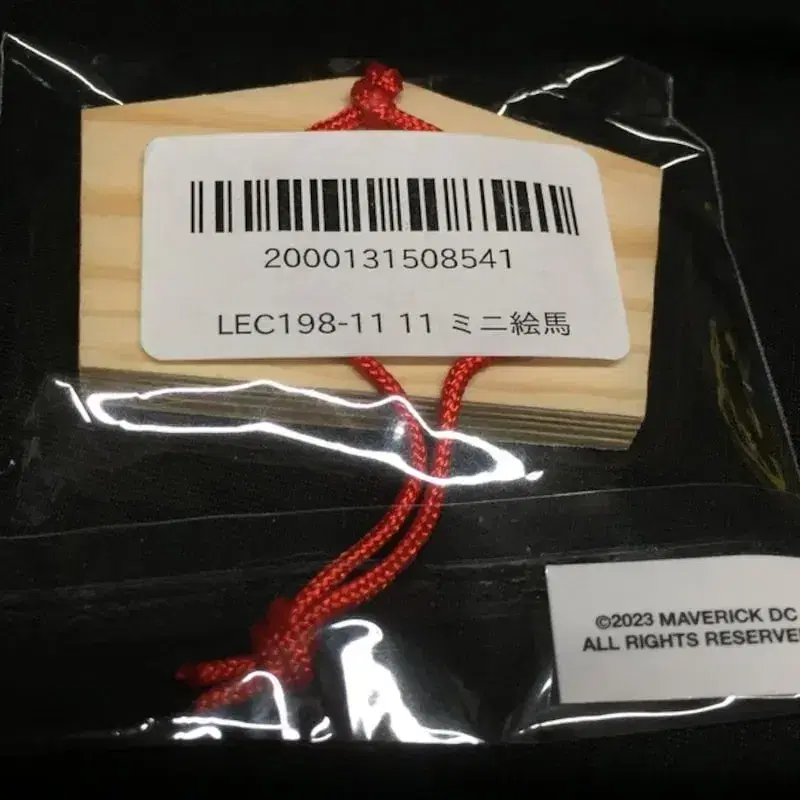 2000131508541
LEC198-11 11 ミニ絵馬
©2023 MAVERICK DC
ALL RIGHTS RESERVE